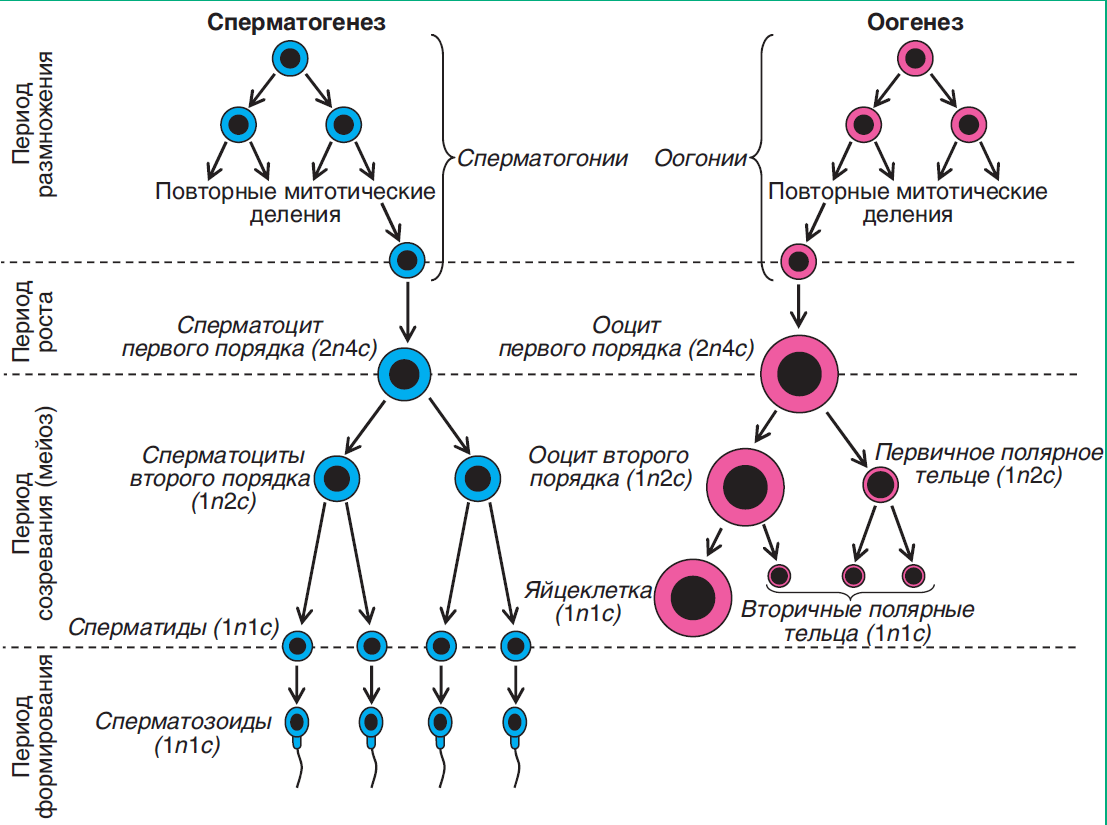 Сперматогенез
Оогенез
Период
размножения
Сперматогонии
Оогонии
Повторные митотические
деления
Повторные митотические
деления
Период
роста
Сперматоцит
первого порядка (2n4c)
Ооцит
первого порядка (2n4c)
Период
созревания (мейоз)
Сперматоциты
второго порядка
(1n2c)
Ооцит второго
порядка (1n2c)
Первичное полярное
тельце (1n2c)
Яйцеклетка
(1n1c)
Вторичные полярные
тельца (1n1c)
Сперматиды (1n1c)
Период
формирования
Сперматозоиды
(1n1c)